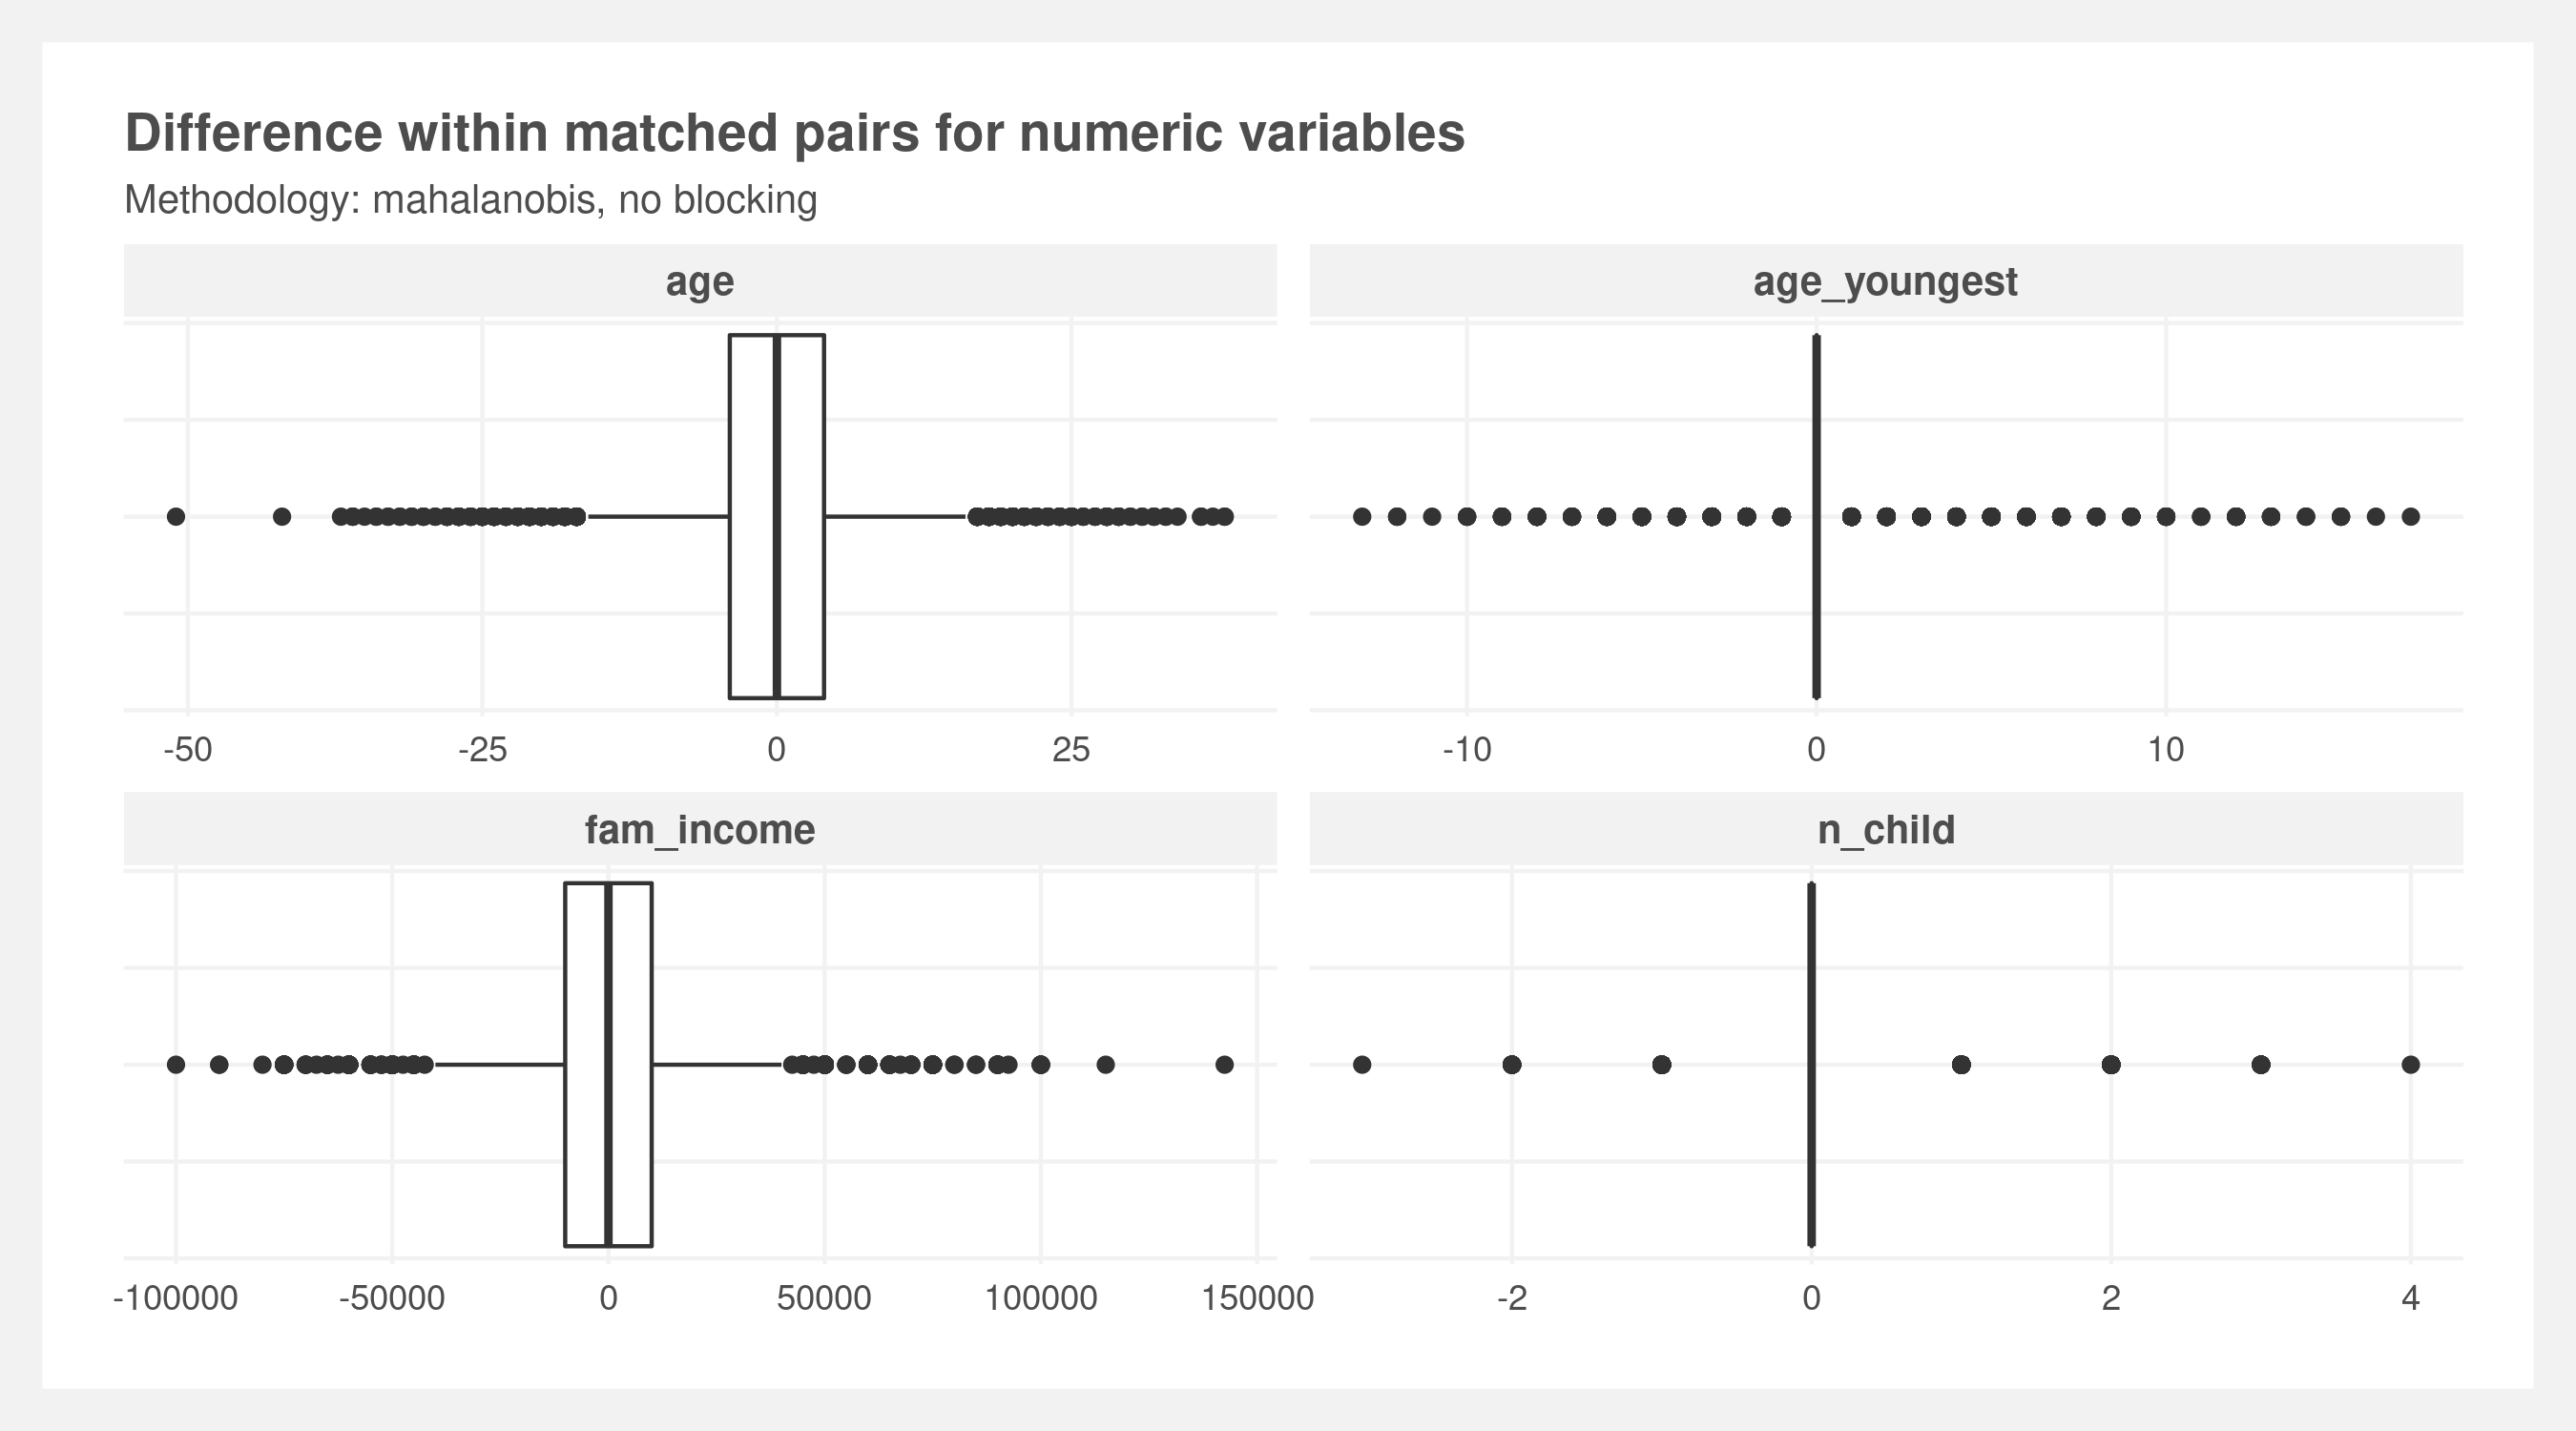 Difference within matched pairs for numeric variables
Methodology: mahalanobis, no blocking
age
age_youngest
-50 -25 0 25
-10 0 10
fam_income
n_child
-100000 -50000 0 50000 100000 150000
-2 0 2 4